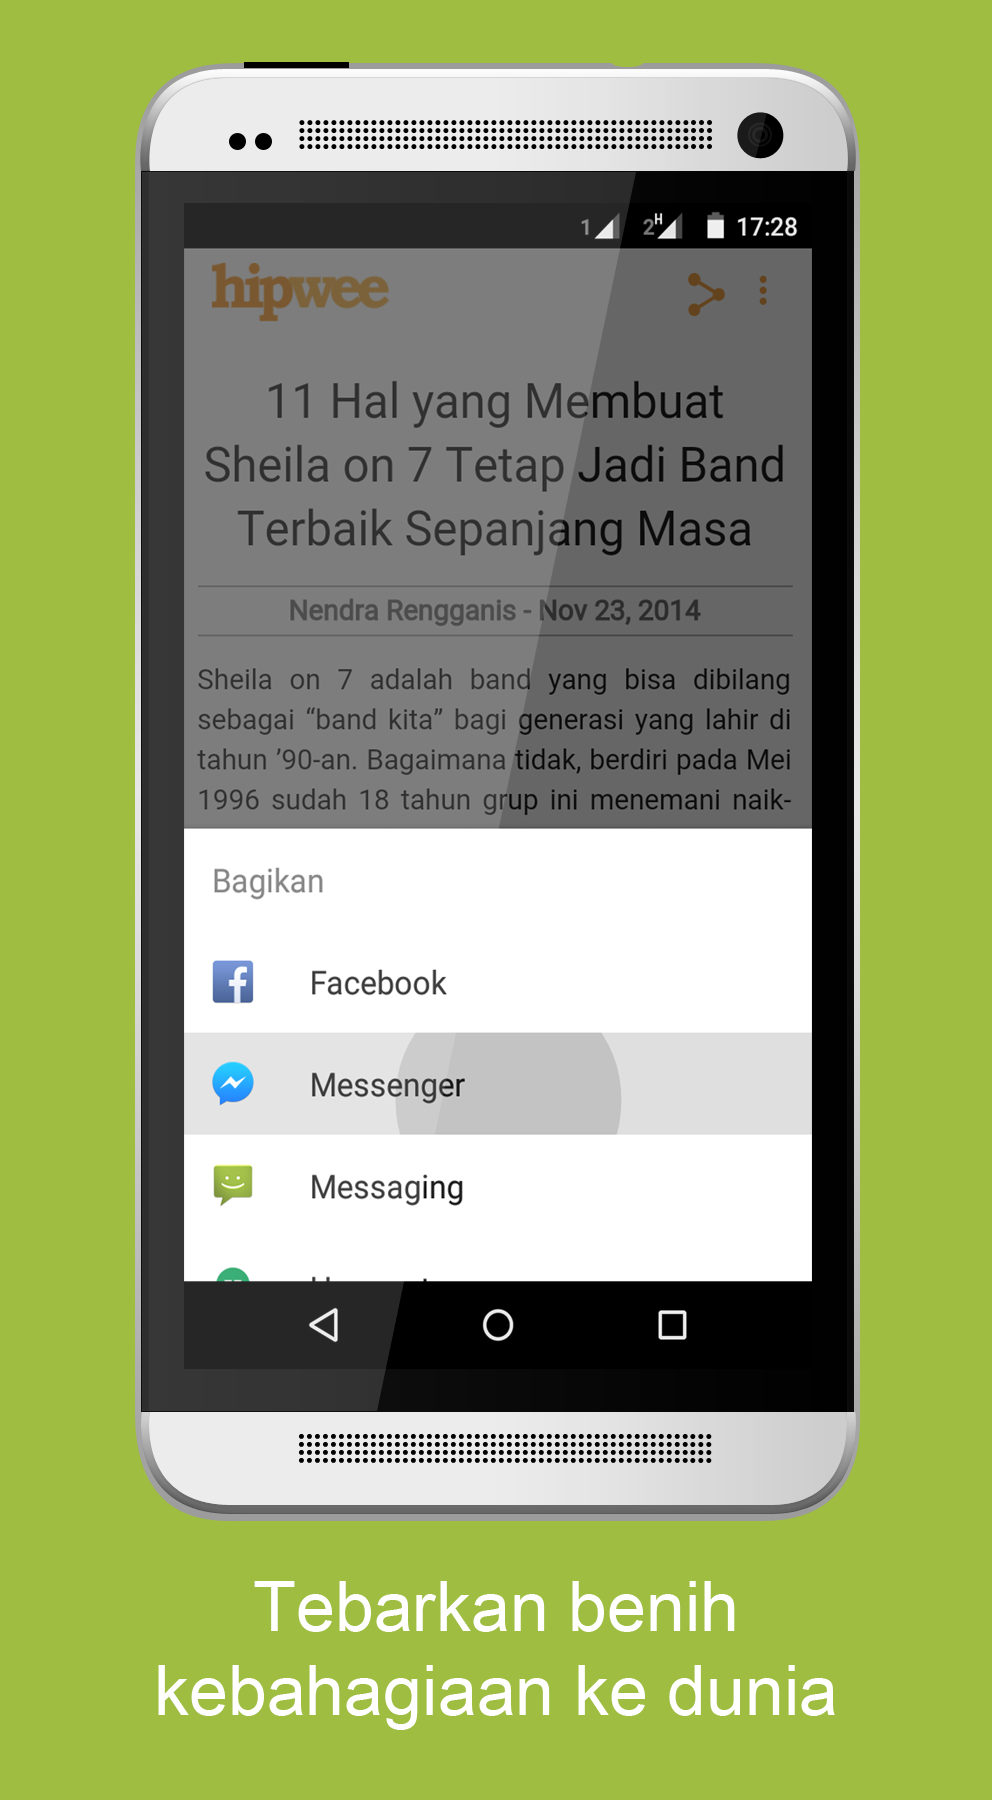 1 2 H 17:28
hipwee
11 Hal yang Membuat
Sheila on 7 Tetap Jadi Band
Terbaik Sepanjang Masa
Nendra Rengganis - Nov 23, 2014
Sheila on 7 adalah band yang bisa dibilang
sebagai “band kita” bagi generasi yang lahir di
tahun ’90-an. Bagaimana tidak, berdiri pada Mei
1996 sudah 18 tahun grup ini menemani naik-
Bagikan
Facebook
Messenger
Messaging
Tebarkan benih
kebahagiaan ke dunia